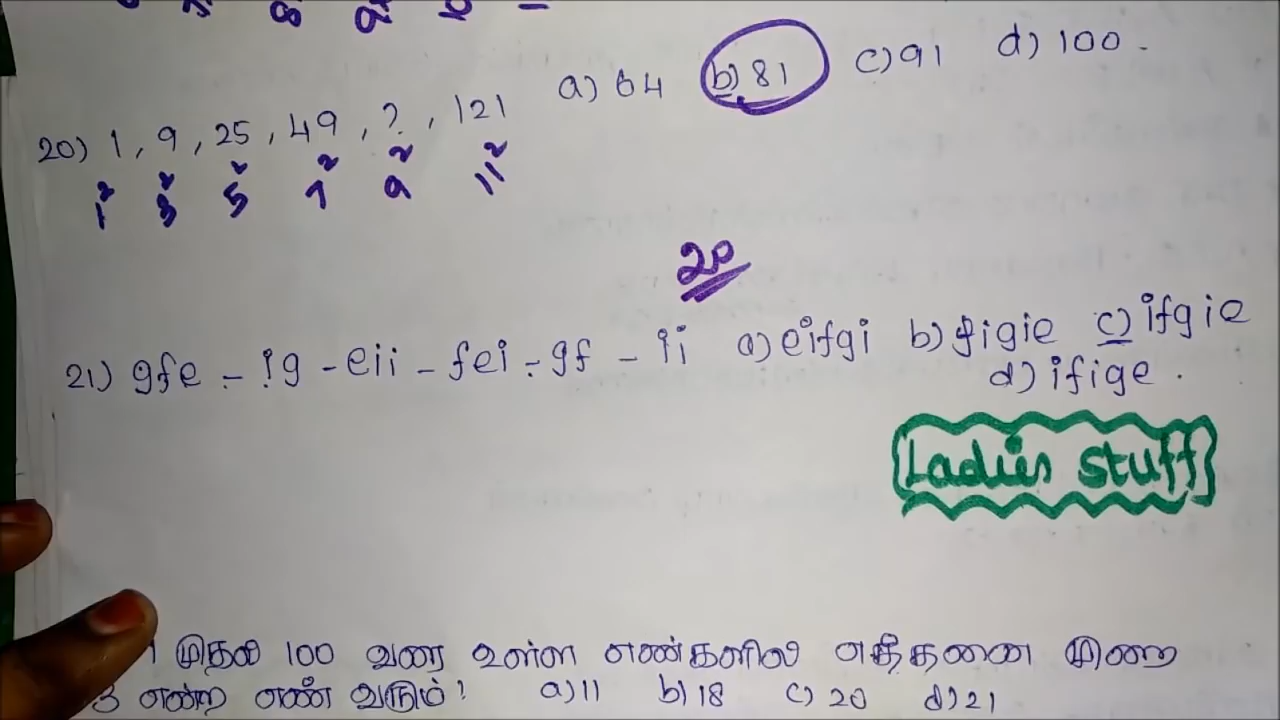 a) 64 b) 81 c) 91 d) 100 .
20) 1 , 9 , 25 , 49 , ? , 121
1² 3² 5² 7² 9² 11²
20
21) gfe - ig - eii - fei - gf - ii a) eifgi b) figie c) ifgie
d) ifige .
Ladies stuff
1 முதல் 100 வரை உள்ள எண்களில் எத்தனை முறை
3 என்ற எண் வரும்? a) 11 b) 18 c) 20 d) 21